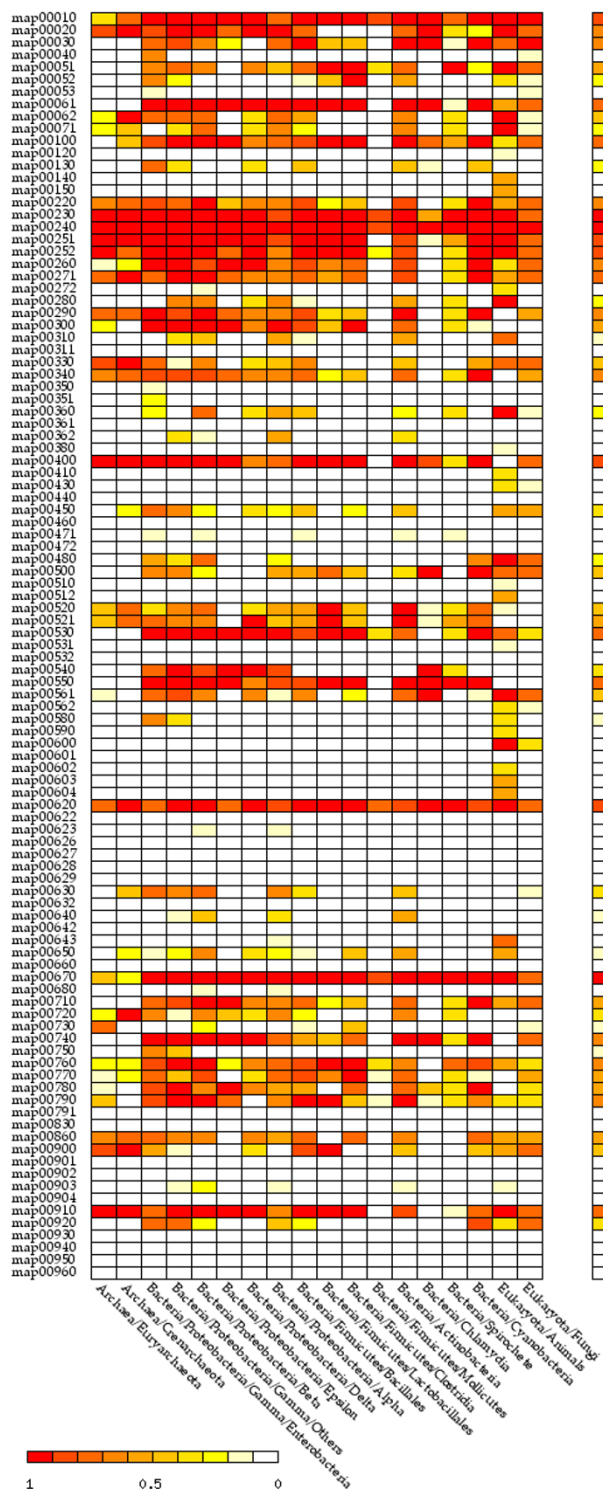 map00010
map00020
map00030
map00040
map00051
map00052
map00053
map00061
map00062
map00071
map00100
map00120
map00130
map00140
map00150
map00220
map00230
map00240
map00251
map00252
map00260
map00271
map00272
map00280
map00290
map00300
map00310
map00311
map00330
map00340
map00350
map00351
map00360
map00361
map00362
map00380
map00400
map00410
map00430
map00440
map00450
map00460
map00471
map00472
map00480
map00500
map00510
map00512
map00520
map00521
map00530
map00531
map00532
map00540
map00550
map00561
map00562
map00580
map00590
map00600
map00601
map00602
map00603
map00604
map00620
map00622
map00623
map00626
map00627
map00628
map00629
map00630
map00632
map00640
map00642
map00643
map00650
map00660
map00670
map00680
map00710
map00720
map00730
map00740
map00750
map00760
map00770
map00780
map00790
map00791
map00830
map00860
map00900
map00901
map00902
map00903
map00904
map00910
map00920
map00930
map00940
map00950
map00960
Archaea/Euryarchaeota
Archaea/Crenarchaeota
Bacteria/Proteobacteria/Gamma/Enterobacteria
Bacteria/Proteobacteria/Gamma/Others
Bacteria/Proteobacteria/Beta
Bacteria/Proteobacteria/Epsilon
Bacteria/Proteobacteria/Delta
Bacteria/Proteobacteria/Alpha
Bacteria/Firmicutes/Bacillales
Bacteria/Firmicutes/Lactobacillales
Bacteria/Firmicutes/Clostridia
Bacteria/Firmicutes/Mollicutes
Bacteria/Actinobacteria
Bacteria/Chlamydia
Bacteria/Spirochete
Bacteria/Cyanobacteria
Eukaryota/Animals
Eukaryota/Fungi
1 0.5 0